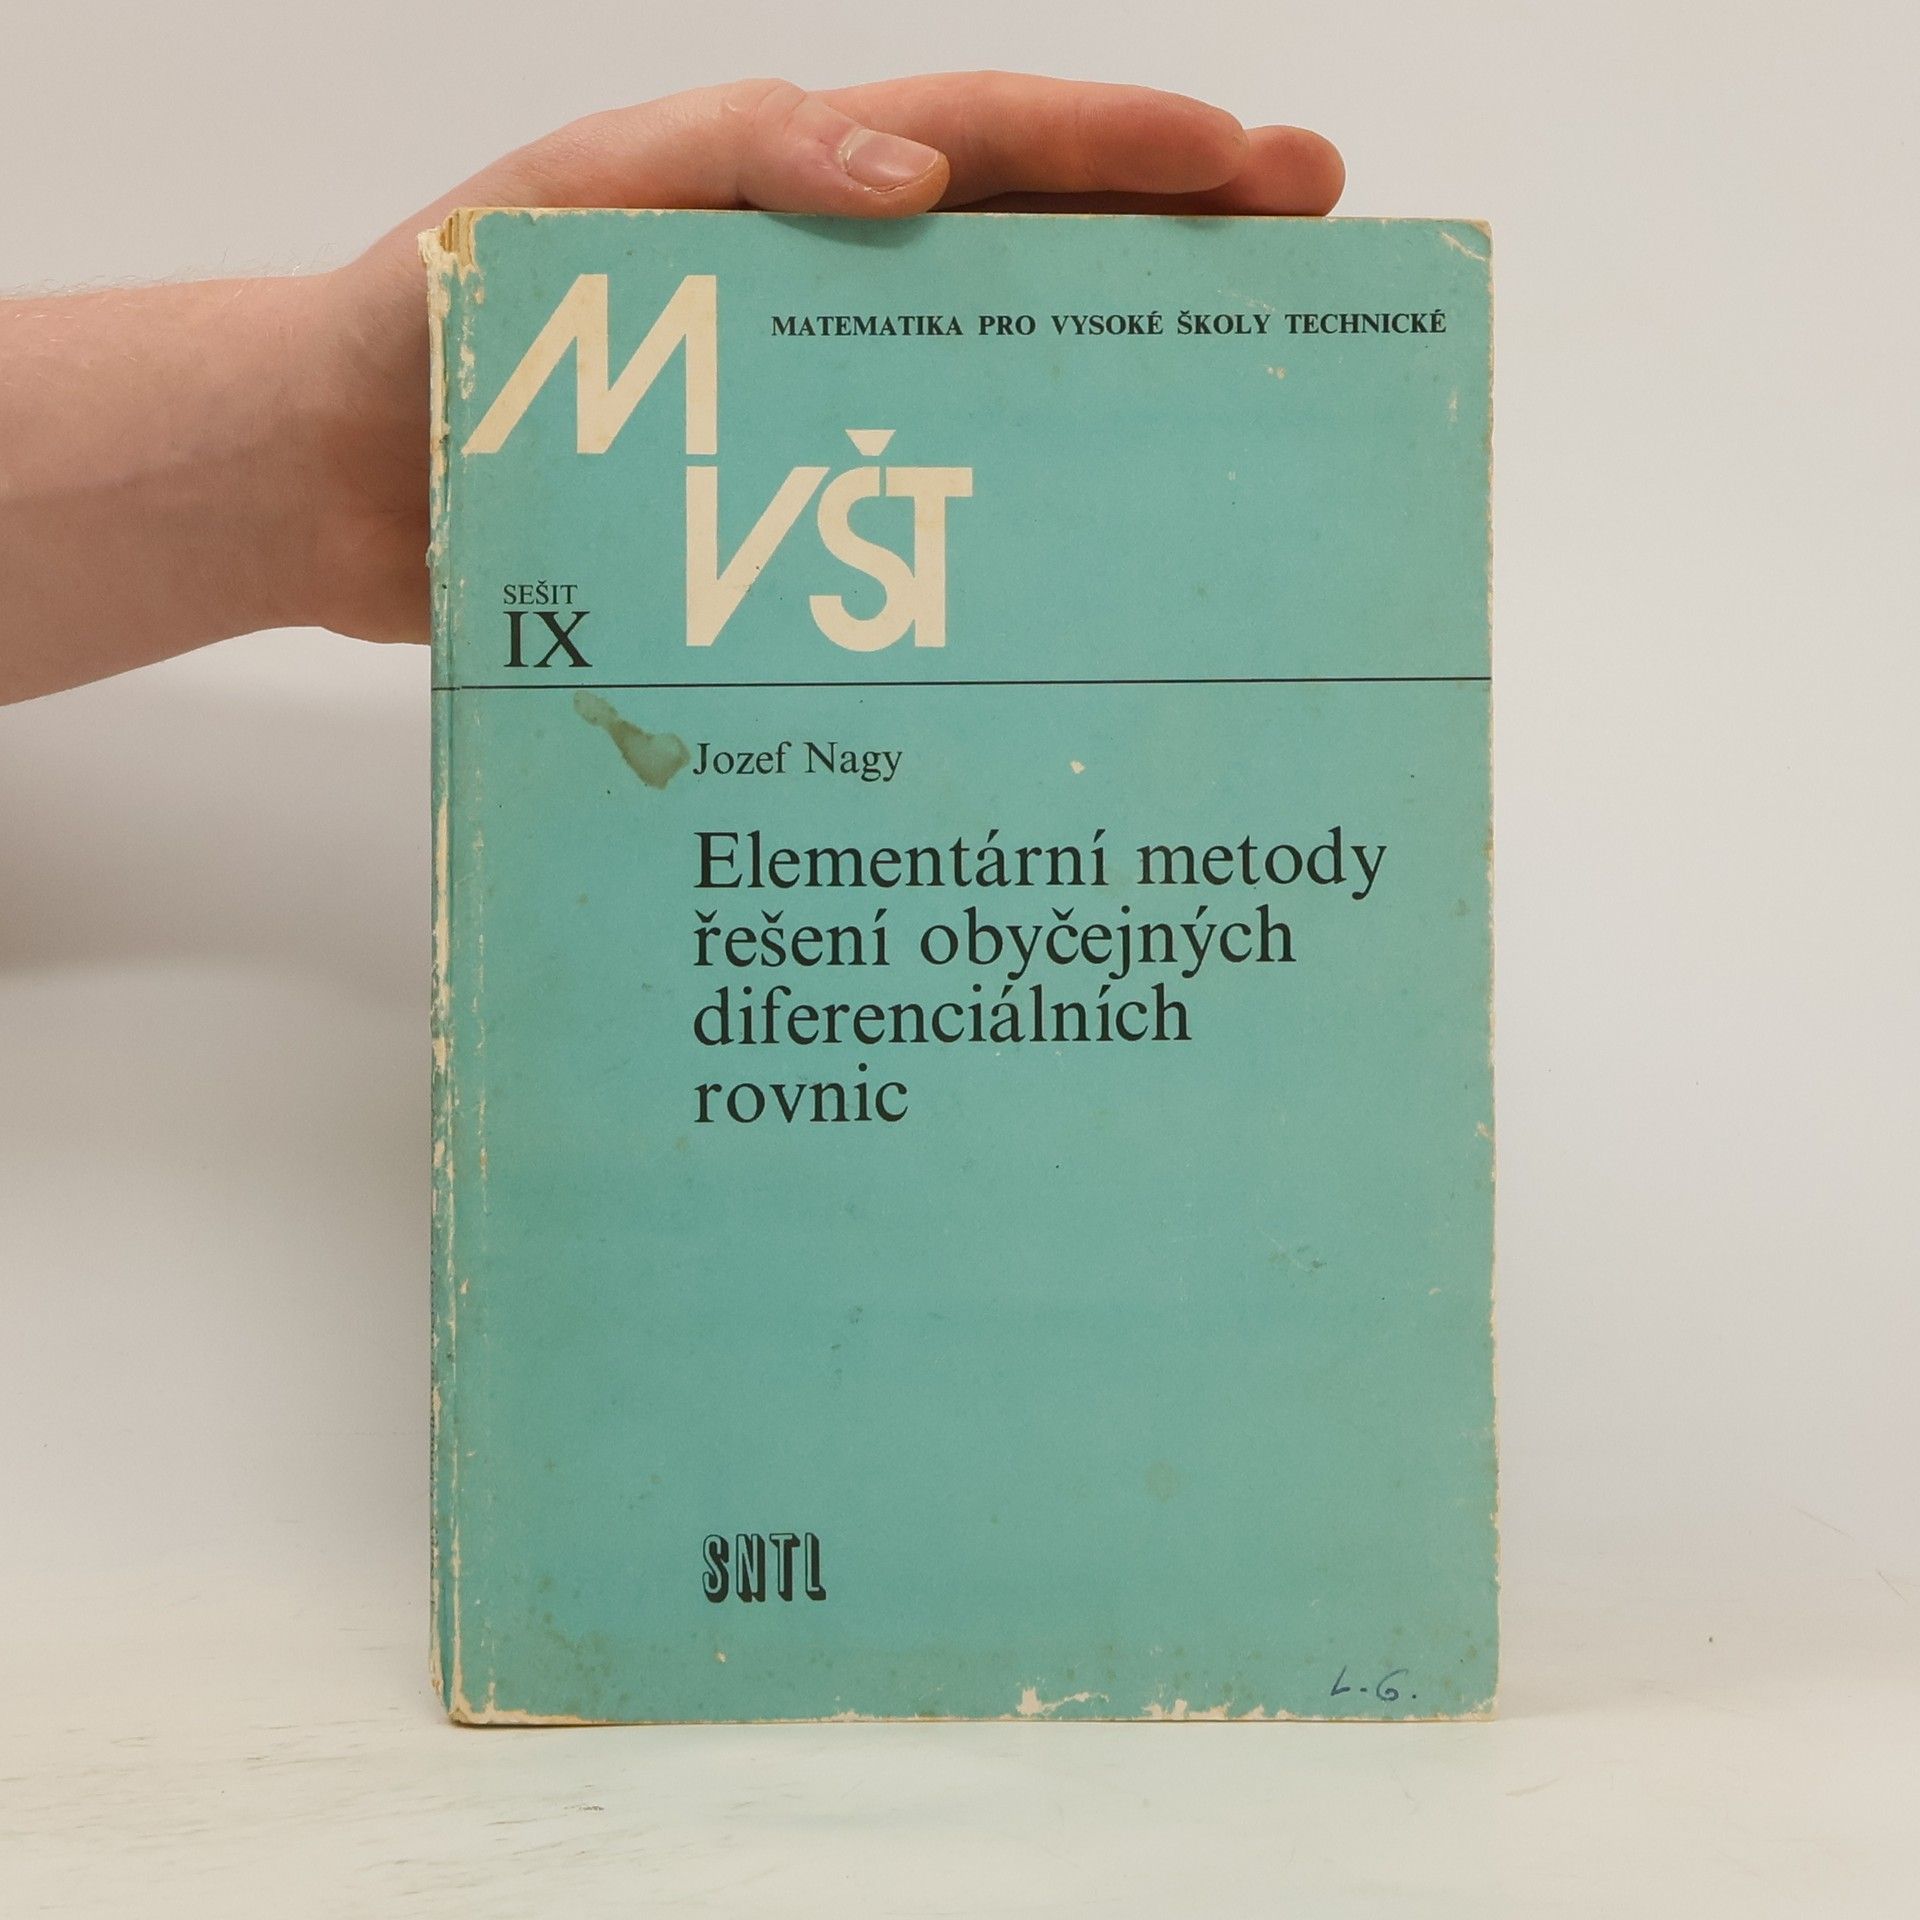 MATEMATIKA PRO VYSOKÉ ŠKOLY TECHNICKÉ
M
VŠT
SEŠIT
IX
Jozef Nagy
Elementární metody
řešení obyčejných
diferenciálních
rovnic
SNTL
L.G.